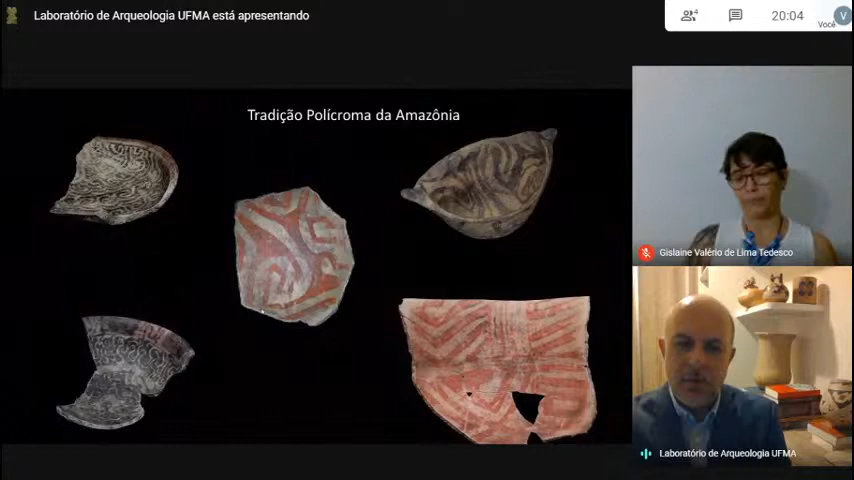 Laboratório de Arqueologia UFMA está apresentando
4
20:04
V
Você
Tradição Polícroma da Amazônia
Gislaine Valério de Lima Tedesco
Laboratório de Arqueologia UFMA